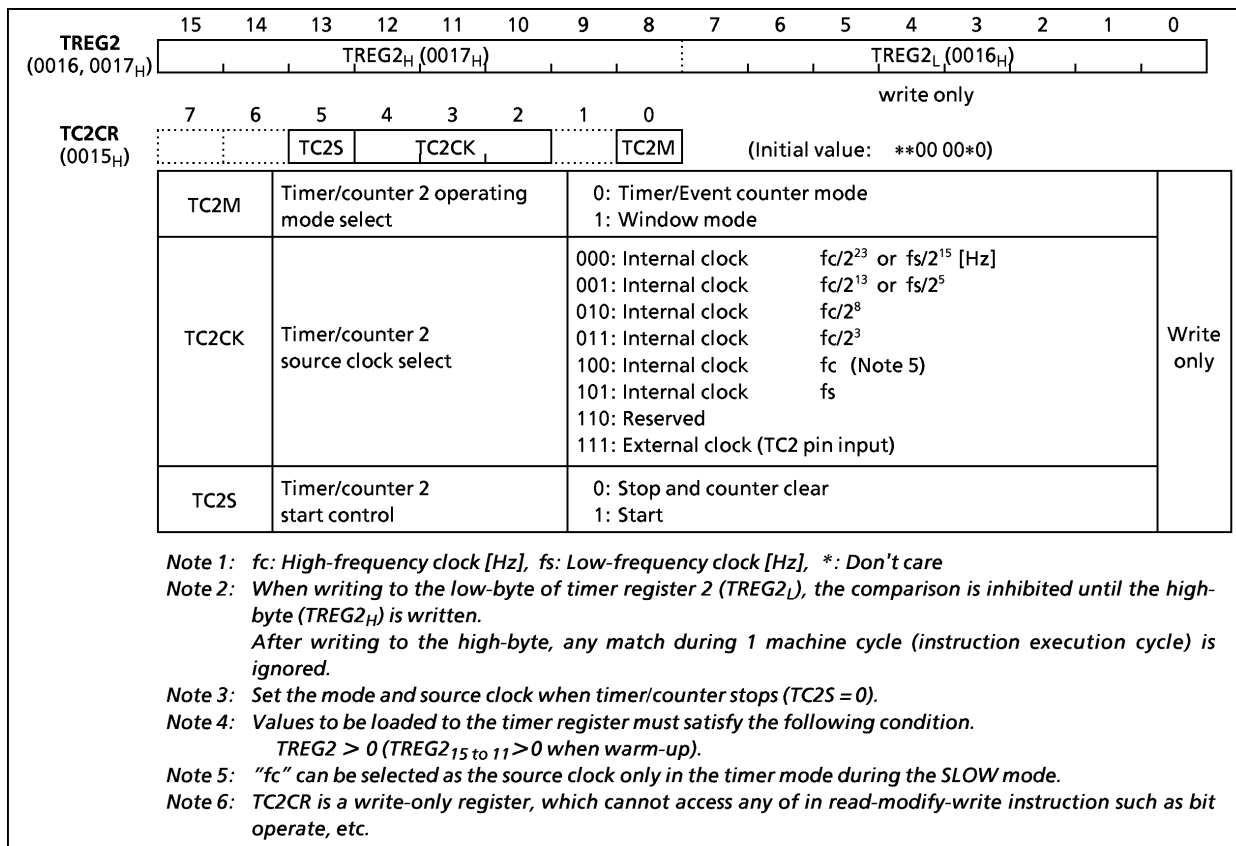 15 14 13 12 11 10 9 8 7 6 5 4 3 2 1 0
TREG2
(0016, 0017H)
TREG2H (0017H) TREG2L (0016H)
write only
7 6 5 4 3 2 1 0
TC2CR
(0015H)
TC2S TC2CK TC2M (Initial value: **00 00*0)
TC2M
Timer/counter 2 operating
mode select
0: Timer/Event counter mode
1: Window mode
TC2CK
Timer/counter 2
source clock select
000: Internal clock fc/2^23 or fs/2^15 [Hz]
001: Internal clock fc/2^13 or fs/2^5
010: Internal clock fc/2^8
011: Internal clock fc/2^3
100: Internal clock fc (Note 5)
101: Internal clock fs
110: Reserved
111: External clock (TC2 pin input)
TC2S
Timer/counter 2
start control
0: Stop and counter clear
1: Start
Write
only
Note 1: fc: High-frequency clock [Hz], fs: Low-frequency clock [Hz], *: Don't care
Note 2: When writing to the low-byte of timer register 2 (TREG2L), the comparison is inhibited until the high-
byte (TREG2H) is written.
After writing to the high-byte, any match during 1 machine cycle (instruction execution cycle) is
ignored.
Note 3: Set the mode and source clock when timer/counter stops (TC2S = 0).
Note 4: Values to be loaded to the timer register must satisfy the following condition.
TREG2 > 0 (TREG2 15 to 11 > 0 when warm-up).
Note 5: "fc" can be selected as the source clock only in the timer mode during the SLOW mode.
Note 6: TC2CR is a write-only register, which cannot access any of in read-modify-write instruction such as bit
operate, etc.